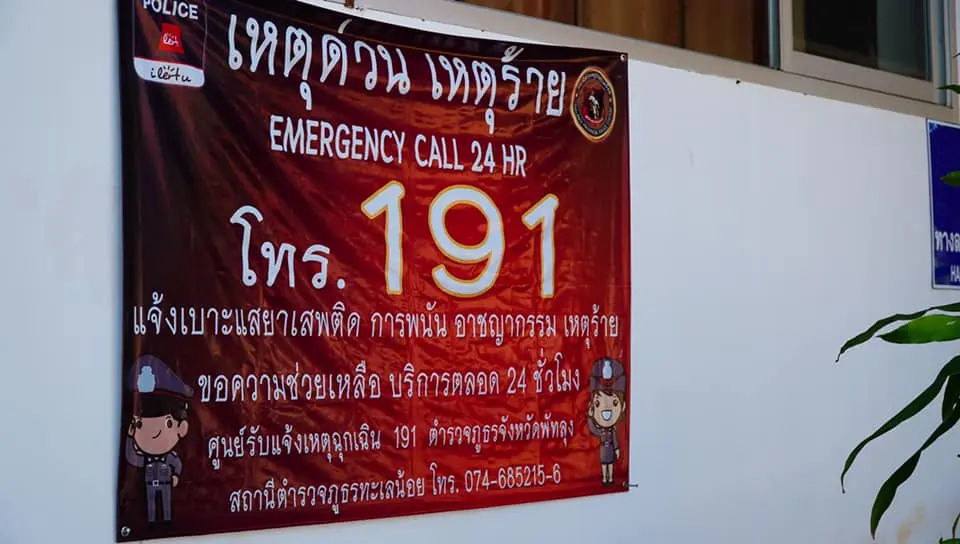 POLICE
เหตุด่วน เหตุร้าย
EMERGENCY CALL 24 HR
โทร. 191
แจ้งเบาะแสยาเสพติด การพนัน อาชญากรรม เหตุร้าย
ขอความช่วยเหลือ บริการตลอด 24 ชั่วโมง
ศูนย์รับแจ้งเหตุฉุกเฉิน 191 ตำรวจภูธรจังหวัดพัทลุง
สถานีตำรวจภูธรทะเลน้อย โทร. 074-685215-6